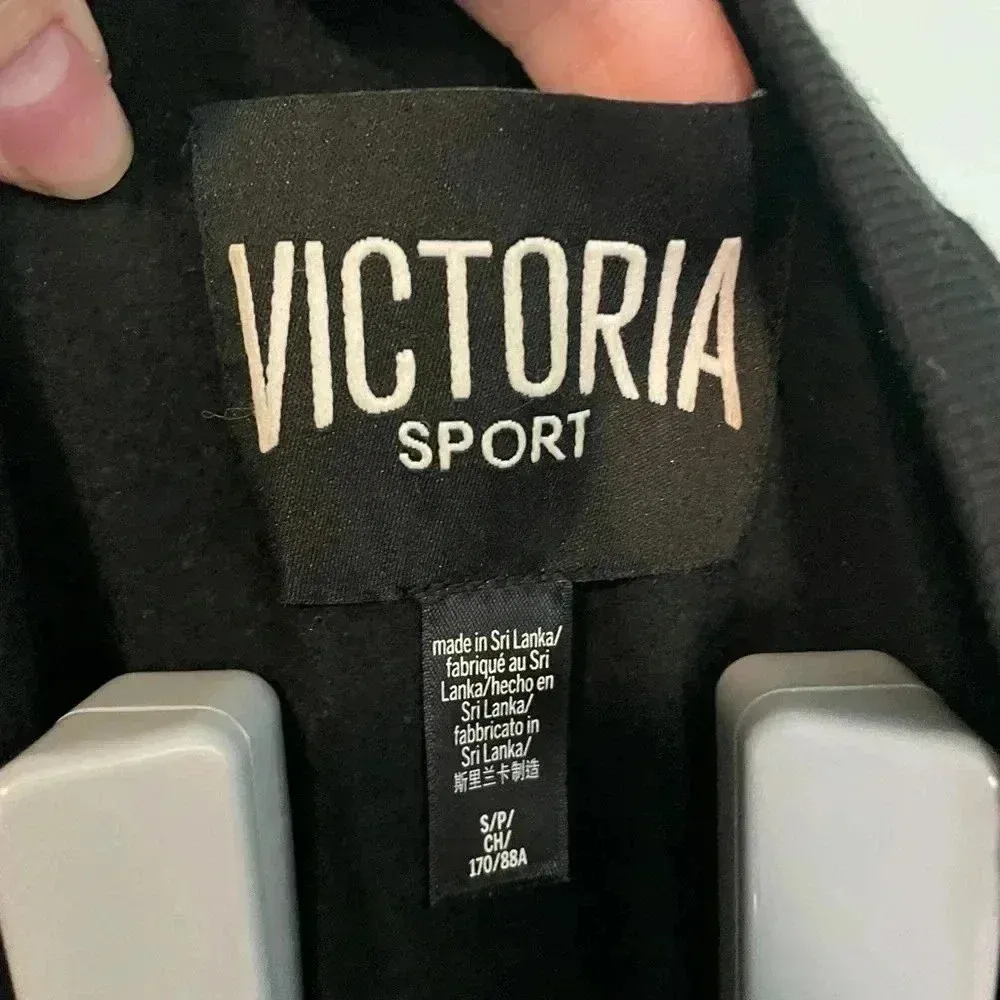 VICTORIA
SPORT
made in Sri Lanka/
fabriqué au Sri
Lanka/hecho en
Sri Lanka/
fabbricato in
Sri Lanka/
斯里兰卡制造
S/P/
CH/
170/88A